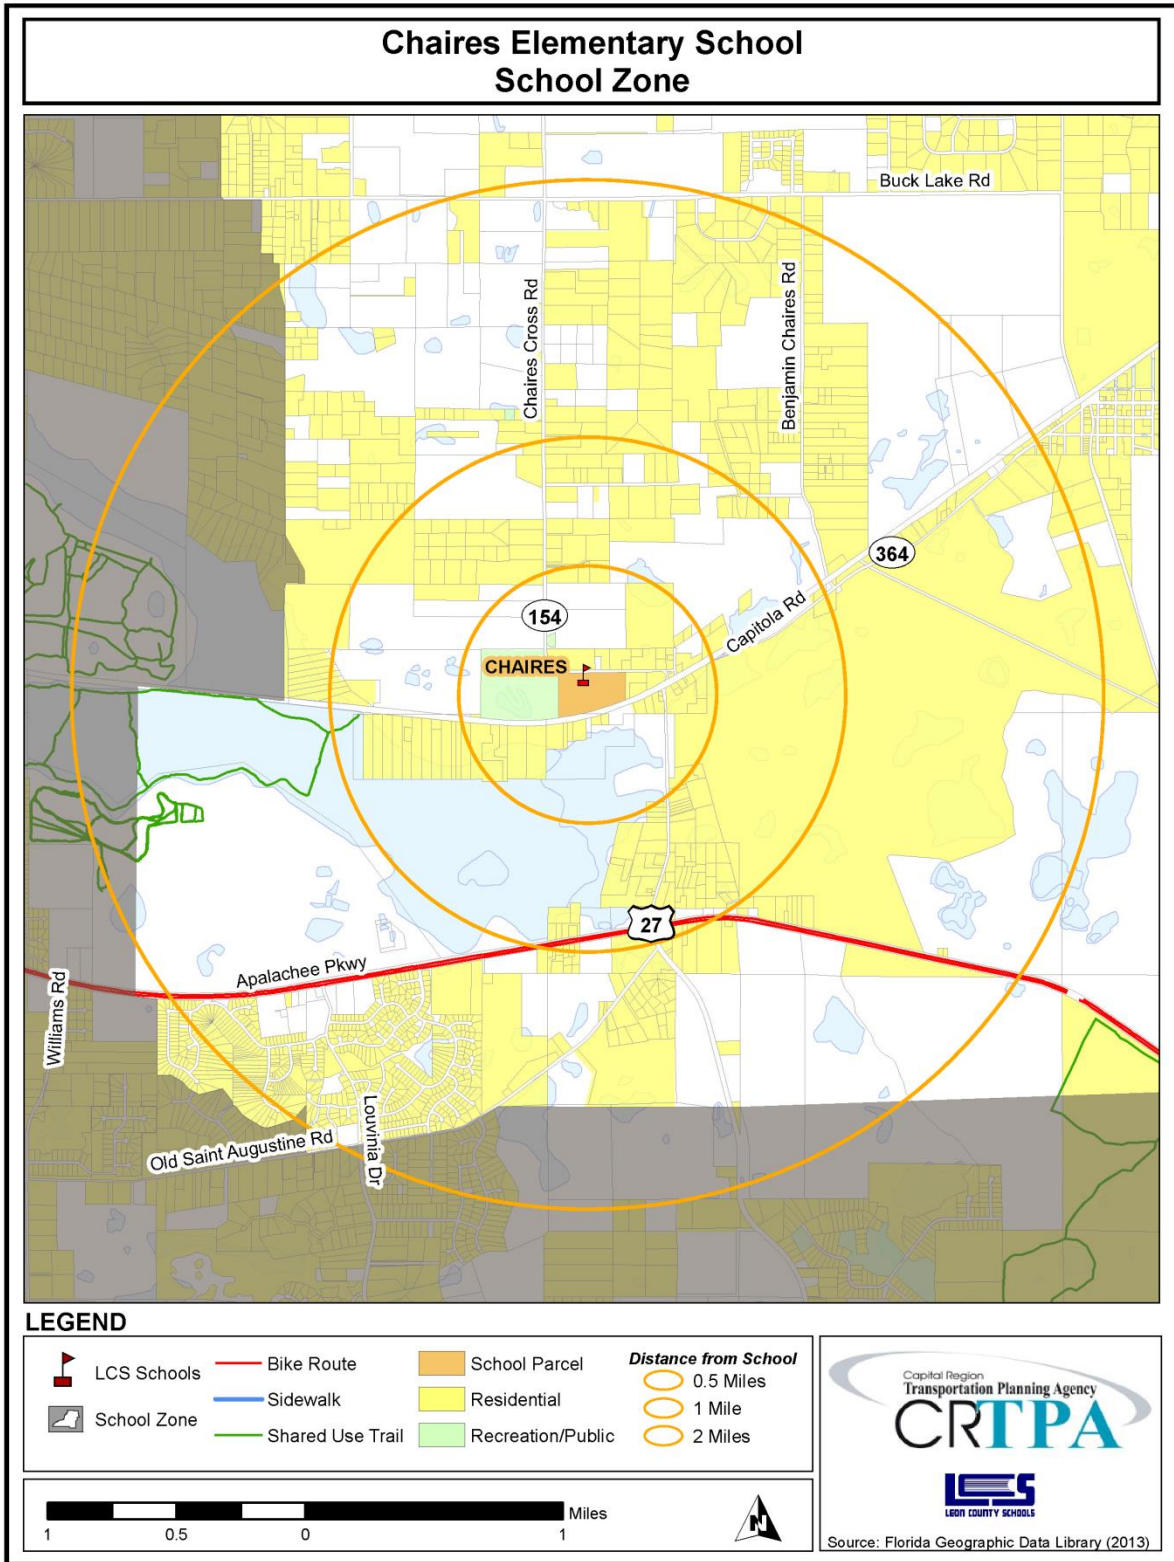 Chaires Elementary School
School Zone
Buck Lake Rd
Chaires Cross Rd
Benjamin Chaires Rd
364
154
Capitola Rd
CHAIRES
27
Apalachee Pkwy
Williams Rd
Louvinia Dr
Old Saint Augustine Rd
LEGEND
LCS Schools
School Zone
Bike Route
Sidewalk
Shared Use Trail
School Parcel
Residential
Recreation/Public
Distance from School
0.5 Miles
1 Mile
2 Miles
Miles
1 0.5 0 1
N
Capital Region
Transportation Planning Agency
CRTPA
LCS
LEON COUNTY SCHOOLS
Source: Florida Geographic Data Library (2013)